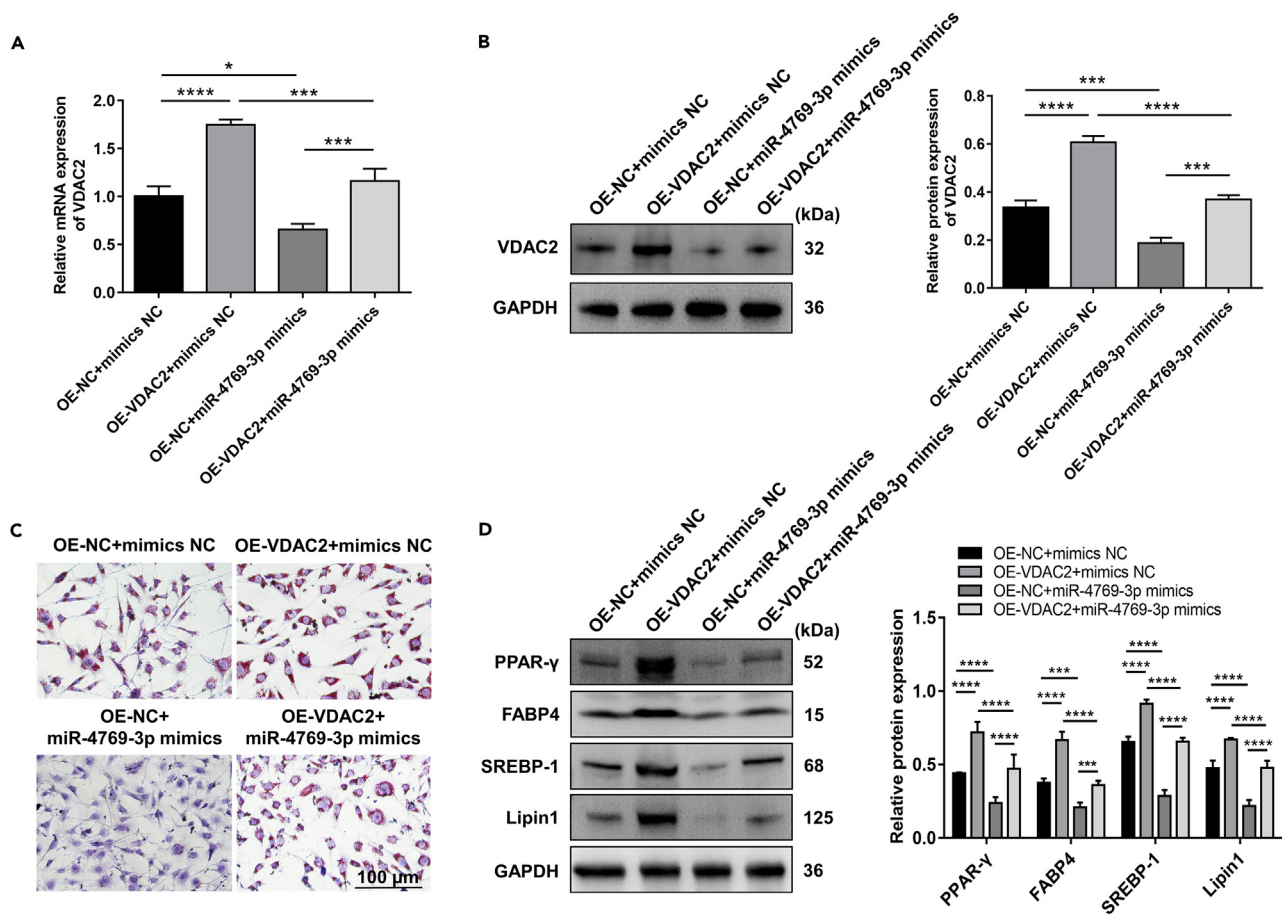 A
Relative mRNA expression
of VDAC2
2.0
1.5
1.0
0.5
0.0
*
****
***
***
OE-NC+mimics NC
OE-VDAC2+mimics NC
OE-NC+miR-4769-3p mimics
OE-VDAC2+miR-4769-3p mimics
B
OE-NC+mimics NC
OE-VDAC2+mimics NC
OE-NC+miR-4769-3p mimics
OE-VDAC2+miR-4769-3p mimics
(kDa)
VDAC2 32
GAPDH 36
Relative protein expression
of VDAC2
0.8
0.6
0.4
0.2
0.0
***
****
****
***
OE-NC+mimics NC
OE-VDAC2+mimics NC
OE-NC+miR-4769-3p mimics
OE-VDAC2+miR-4769-3p mimics
C
OE-NC+mimics NC
OE-VDAC2+mimics NC
OE-NC+
miR-4769-3p mimics
OE-VDAC2+
miR-4769-3p mimics
100 μm
D
OE-NC+mimics NC
OE-VDAC2+mimics NC
OE-NC+miR-4769-3p mimics
OE-VDAC2+miR-4769-3p mimics
(kDa)
PPAR-γ 52
FABP4 15
SREBP-1 68
Lipin1 125
GAPDH 36
OE-NC+mimics NC
OE-VDAC2+mimics NC
OE-NC+miR-4769-3p mimics
OE-VDAC2+miR-4769-3p mimics
Relative protein expression
1.5
1.0
0.5
0.0
****
****
****
****
***
****
****
***
****
****
****
****
****
****
****
****
PPAR-γ
FABP4
SREBP-1
Lipin1